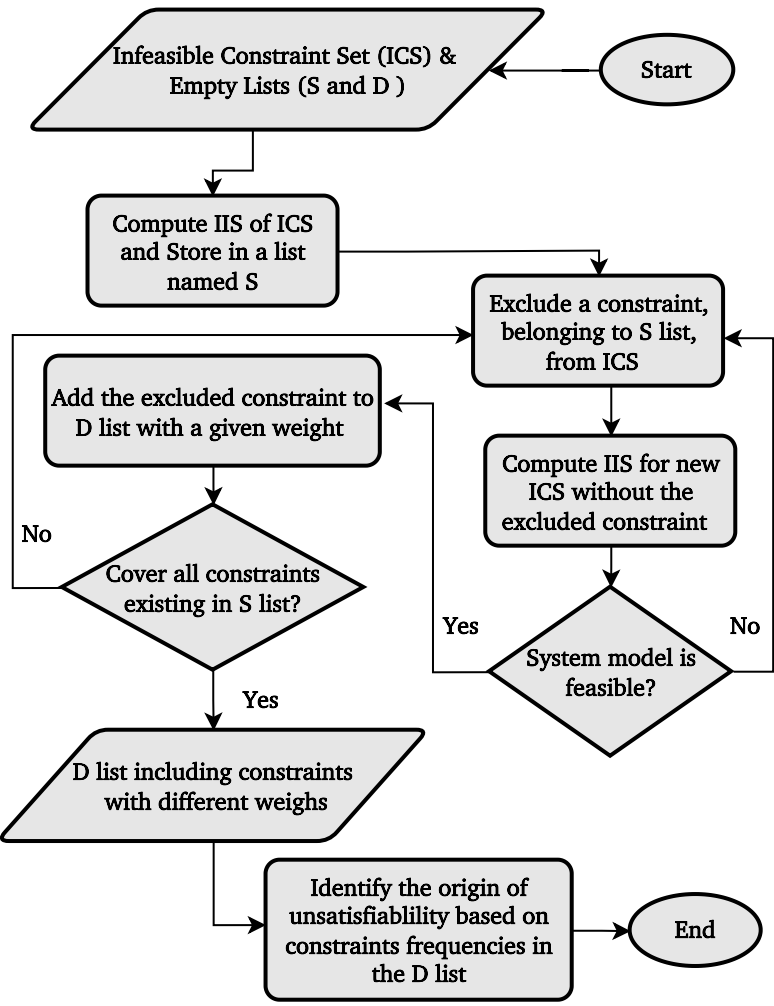 Start
Infeasible Constraint Set (ICS) &
Empty Lists (S and D )
Compute IIS of ICS
and Store in a list
named S
Exclude a constraint,
belonging to S list,
from ICS
Compute IIS for new
ICS without the
excluded constraint
System model is
feasible?
Yes
No
Add the excluded constraint to
D list with a given weight
Cover all constraints
existing in S list?
No
Yes
D list including constraints
with different weighs
Identify the origin of
unsatisfiablility based on
constraints frequencies in
the D list
End